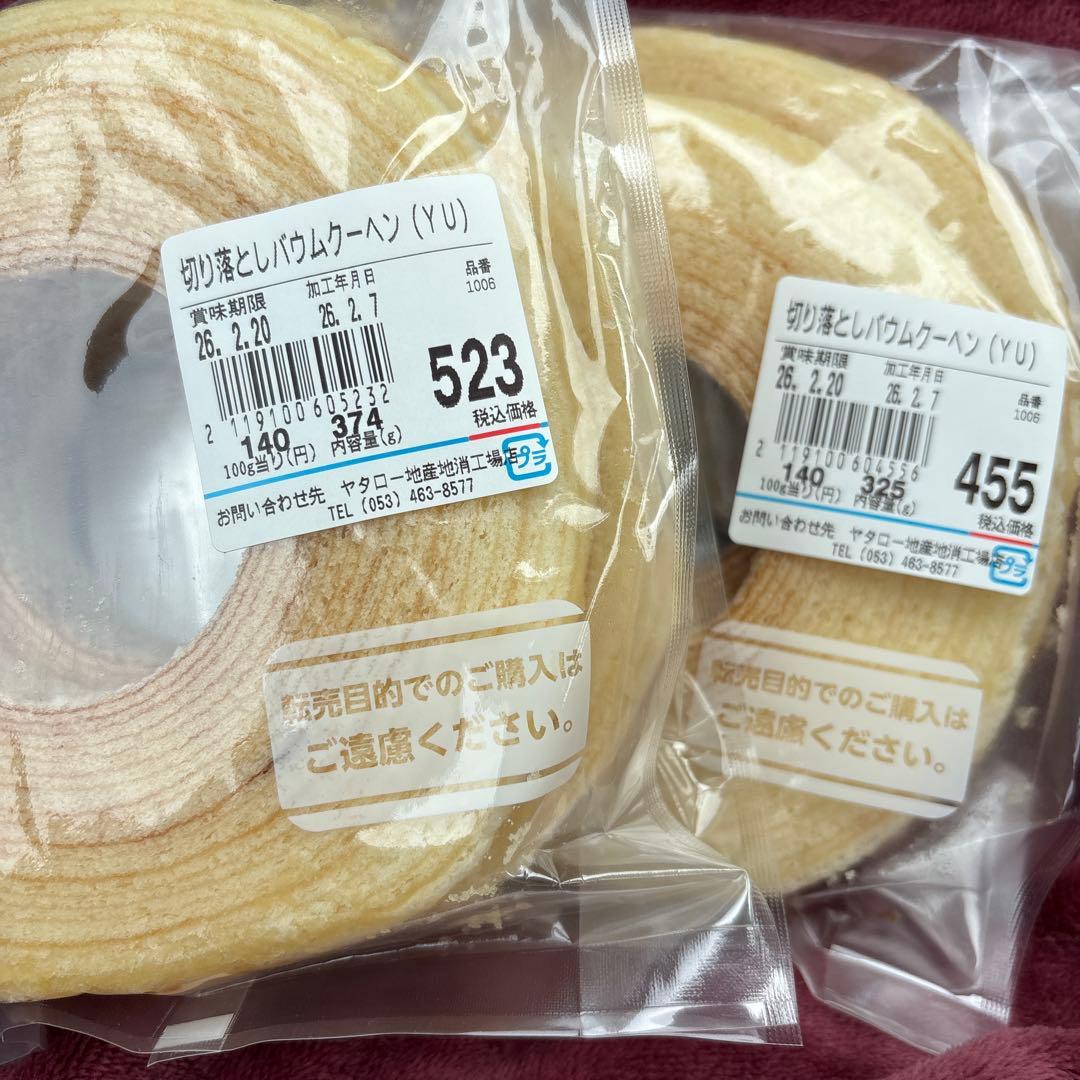 切り落としバウムクーヘン(YU)
賞味期限 加工年月日 品番
26. 2.20 26. 2. 7 1006
2 119100 605232
523
税込価格
140 374
100g当り(円) 内容量(g)
プラ
お問い合わせ先 ヤタロー地産地消工場店
TEL (053) 463-8577
転売目的でのご購入は
ご遠慮ください。
切り落としバウムクーヘン(YU)
賞味期限 加工年月日 品番
26. 2.20 26. 2. 7 1006
2 119100 604556
455
税込価格
140 325
100g当り(円) 内容量(g)
プラ
お問い合わせ先 ヤタロー地産地消工場店
TEL (053) 463-8577
転売目的でのご購入は
ご遠慮ください。